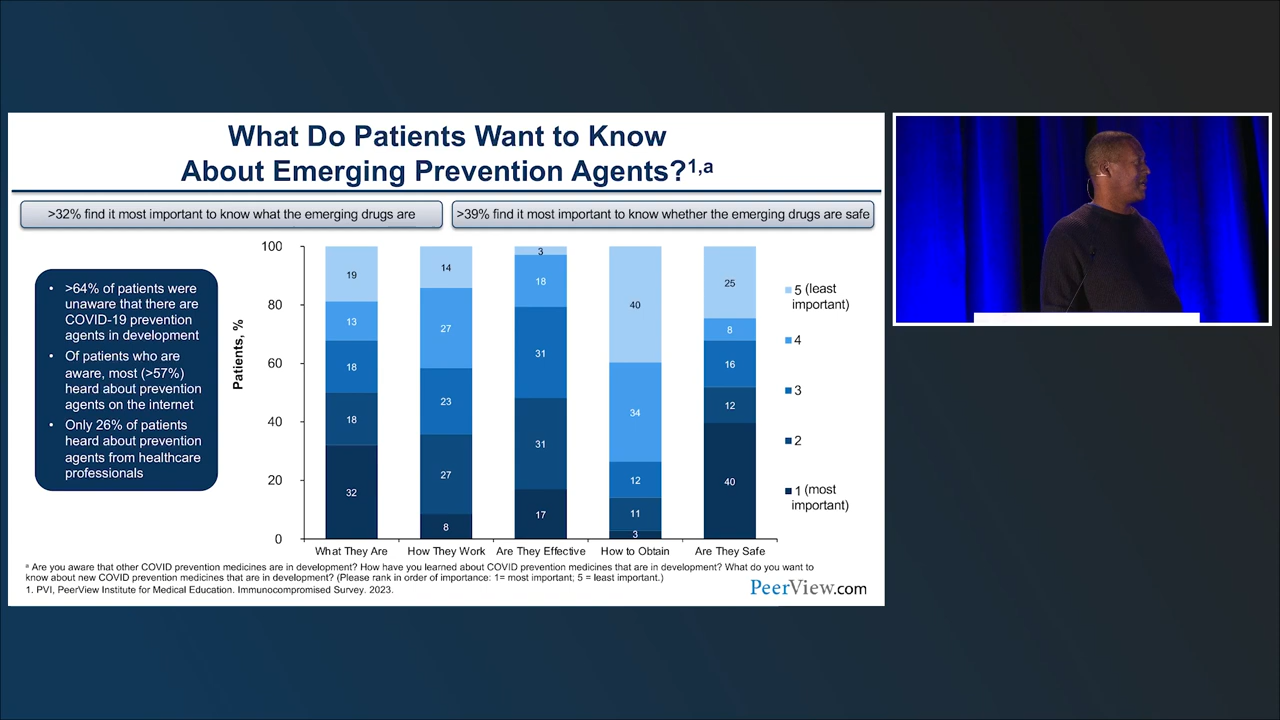 What Do Patients Want to Know
About Emerging Prevention Agents?1,a
>32% find it most important to know what the emerging drugs are
>39% find it most important to know whether the emerging drugs are safe
• >64% of patients were
unaware that there are
COVID-19 prevention
agents in development
• Of patients who are
aware, most (>57%)
heard about prevention
agents on the internet
• Only 26% of patients
heard about prevention
agents from healthcare
professionals
Patients, %
100
80
60
40
20
0
19
13
18
18
32
14
27
23
27
8
3
18
31
31
17
40
34
12
11
3
25
8
16
12
40
What They Are
How They Work
Are They Effective
How to Obtain
Are They Safe
5 (least
important)
4
3
2
1 (most
important)
a Are you aware that other COVID prevention medicines are in development? How have you learned about COVID prevention medicines that are in development? What do you want to
know about new COVID prevention medicines that are in development? (Please rank in order of importance: 1= most important; 5 = least important.)
1. PVI, PeerView Institute for Medical Education. Immunocompromised Survey. 2023.
PeerView.com